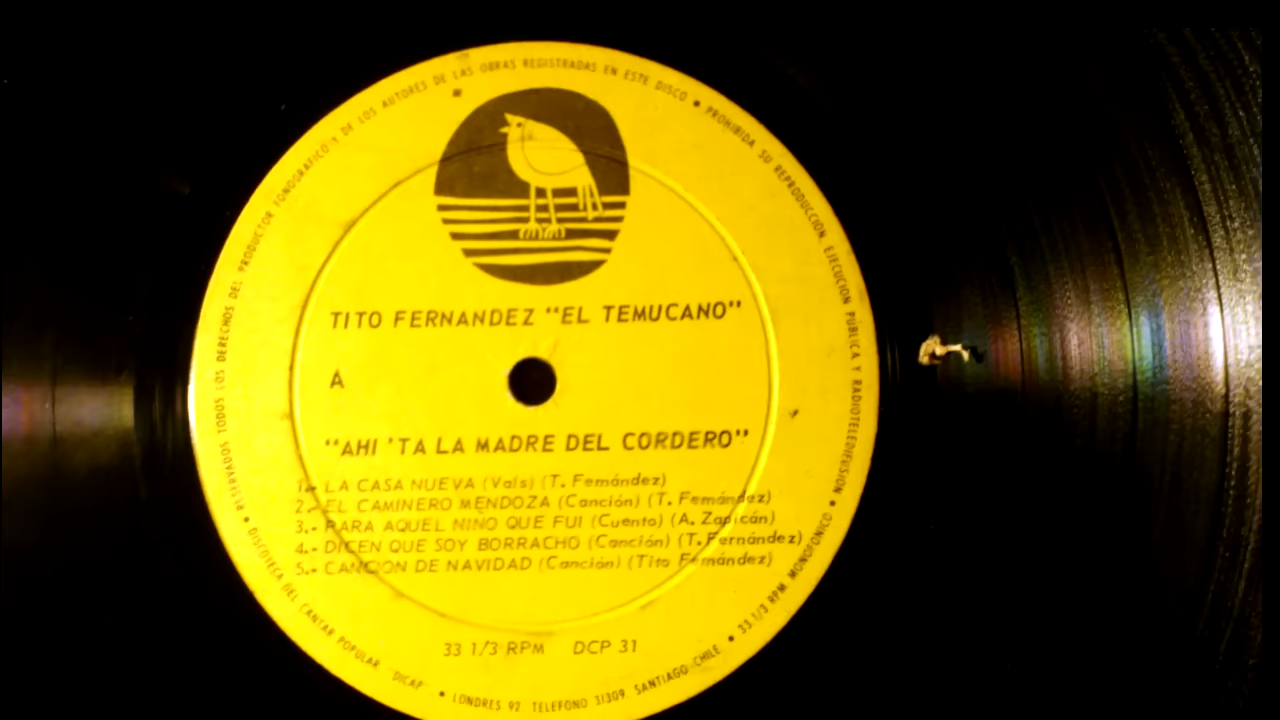 RESERVADOS TODOS LOS DERECHOS DEL PRODUCTOR FONOGRAFICO Y DE LOS AUTORES DE LAS OBRAS REGISTRADAS EN ESTE DISCO • PROHIBIDA SU REPRODUCCION, EJECUCION PUBLICA Y RADIOTELEDIFUSION •
TITO FERNANDEZ "EL TEMUCANO"
A
"AHI 'TA LA MADRE DEL CORDERO"
1.- LA CASA NUEVA (Vals) (T. Fernández)
2.- EL CAMINERO MENDOZA (Canción) (T. Fernández)
3.- PARA AQUEL NIÑO QUE FUI (Cuento) (A. Zapicán)
4.- DICEN QUE SOY BORRACHO (Canción) (T. Fernández)
5.- CANCION DE NAVIDAD (Canción) (Tito Fernández)
33 1/3 RPM DCP 31
• DISCOTECA DEL CANTAR POPULAR "DICAP" • LONDRES 92 TELEFONO 31309, SANTIAGO-CHILE. • 33 1/3 RPM. MONOFONICO •